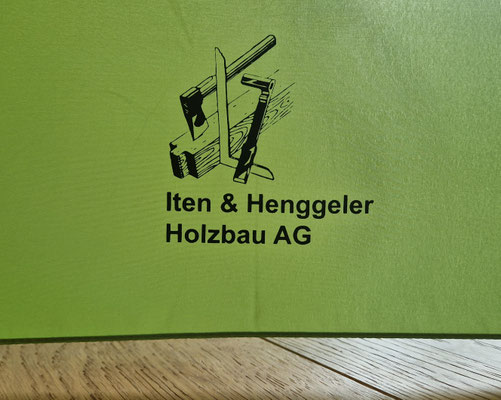 Iten & Henggeler
Holzbau AG